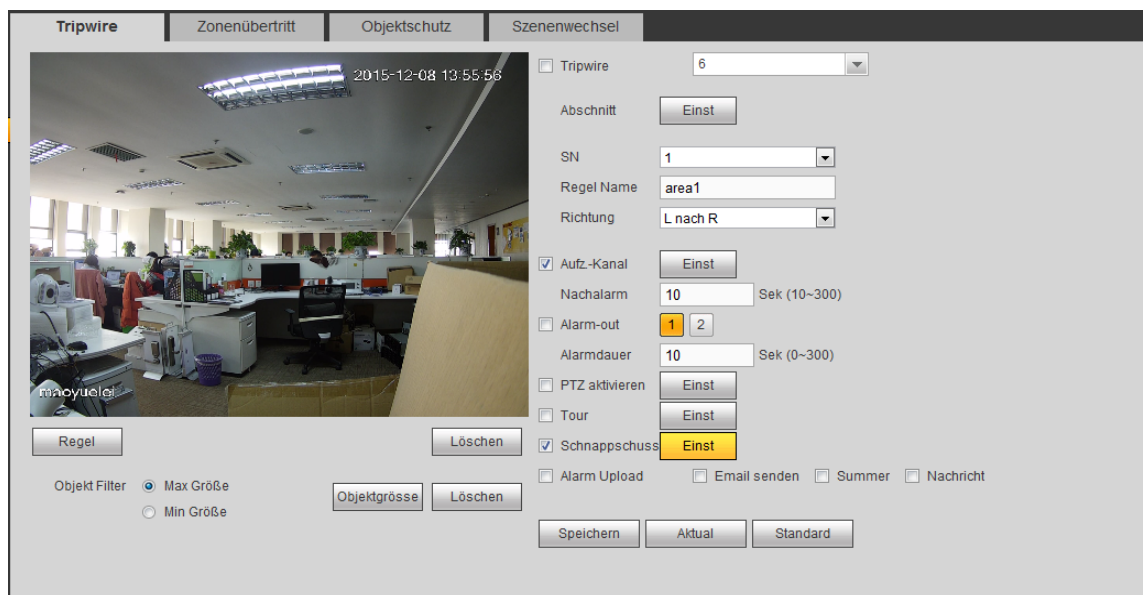 Tripwire Zonenübertritt Objektschutz Szenenwechsel
2015-12-08 13:55:56
maoyuelei
Regel Löschen
Objekt Filter Max Größe
Objektgrösse Löschen
Min Größe
Tripwire 6
Abschnitt Einst
SN 1
Regel Name area1
Richtung L nach R
Aufz.-Kanal Einst
Nachalarm 10 Sek (10~300)
Alarm-out 1 2
Alarmdauer 10 Sek (0~300)
PTZ aktivieren Einst
Tour Einst
Schnappschuss Einst
Alarm Upload Email senden Summer Nachricht
Speichern Aktual Standard